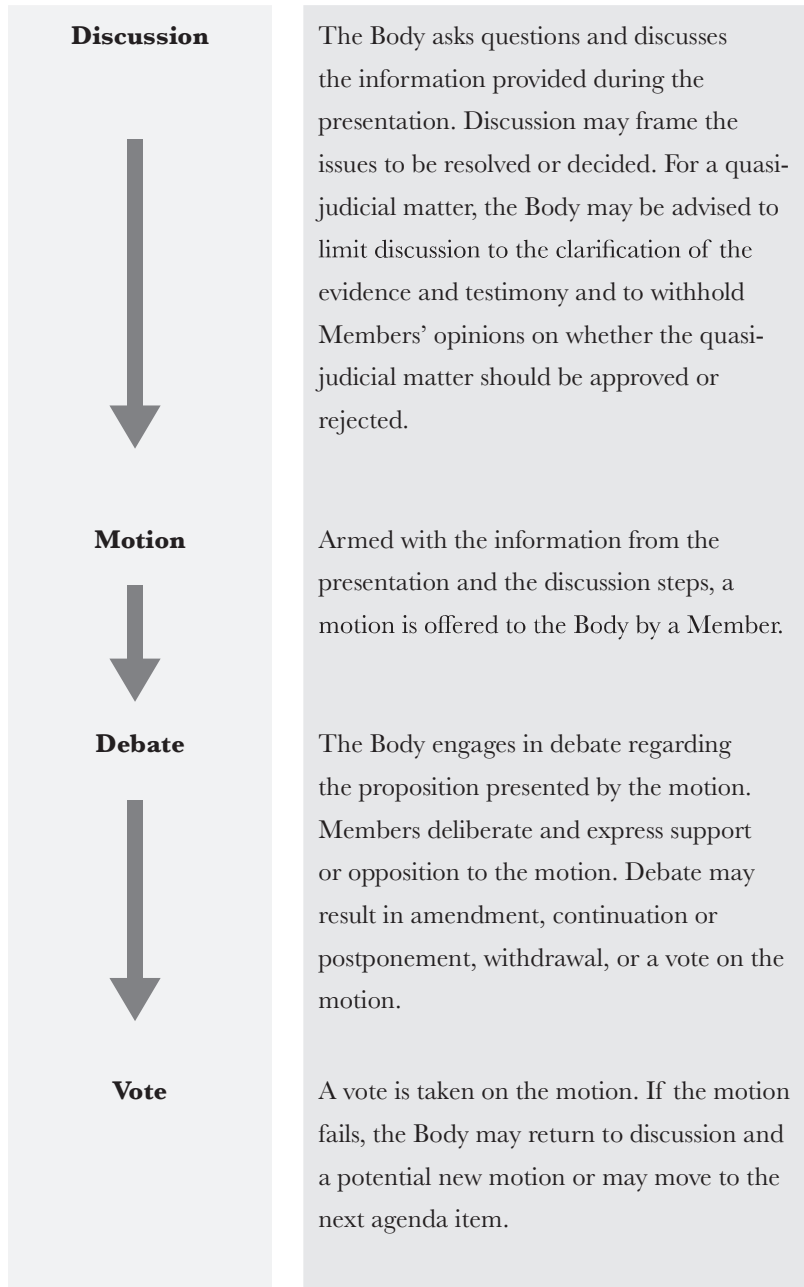 Discussion
The Body asks questions and discusses
the information provided during the
presentation. Discussion may frame the
issues to be resolved or decided. For a quasi-
judicial matter, the Body may be advised to
limit discussion to the clarification of the
evidence and testimony and to withhold
Members’ opinions on whether the quasi-
judicial matter should be approved or
rejected.
Motion
Armed with the information from the
presentation and the discussion steps, a
motion is offered to the Body by a Member.
Debate
The Body engages in debate regarding
the proposition presented by the motion.
Members deliberate and express support
or opposition to the motion. Debate may
result in amendment, continuation or
postponement, withdrawal, or a vote on the
motion.
Vote
A vote is taken on the motion. If the motion
fails, the Body may return to discussion and
a potential new motion or may move to the
next agenda item.